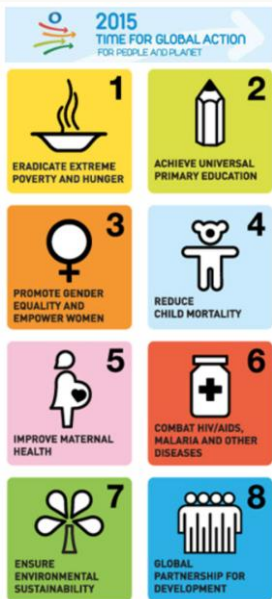 2015
TIME FOR GLOBAL ACTION
FOR PEOPLE AND PLANET
1
ERADICATE EXTREME
POVERTY AND HUNGER
2
ACHIEVE UNIVERSAL
PRIMARY EDUCATION
3
PROMOTE GENDER
EQUALITY AND
EMPOWER WOMEN
4
REDUCE
CHILD MORTALITY
5
IMPROVE MATERNAL
HEALTH
6
COMBAT HIV/AIDS,
MALARIA AND OTHER
DISEASES
7
ENSURE
ENVIRONMENTAL
SUSTAINABILITY
8
GLOBAL
PARTNERSHIP FOR
DEVELOPMENT